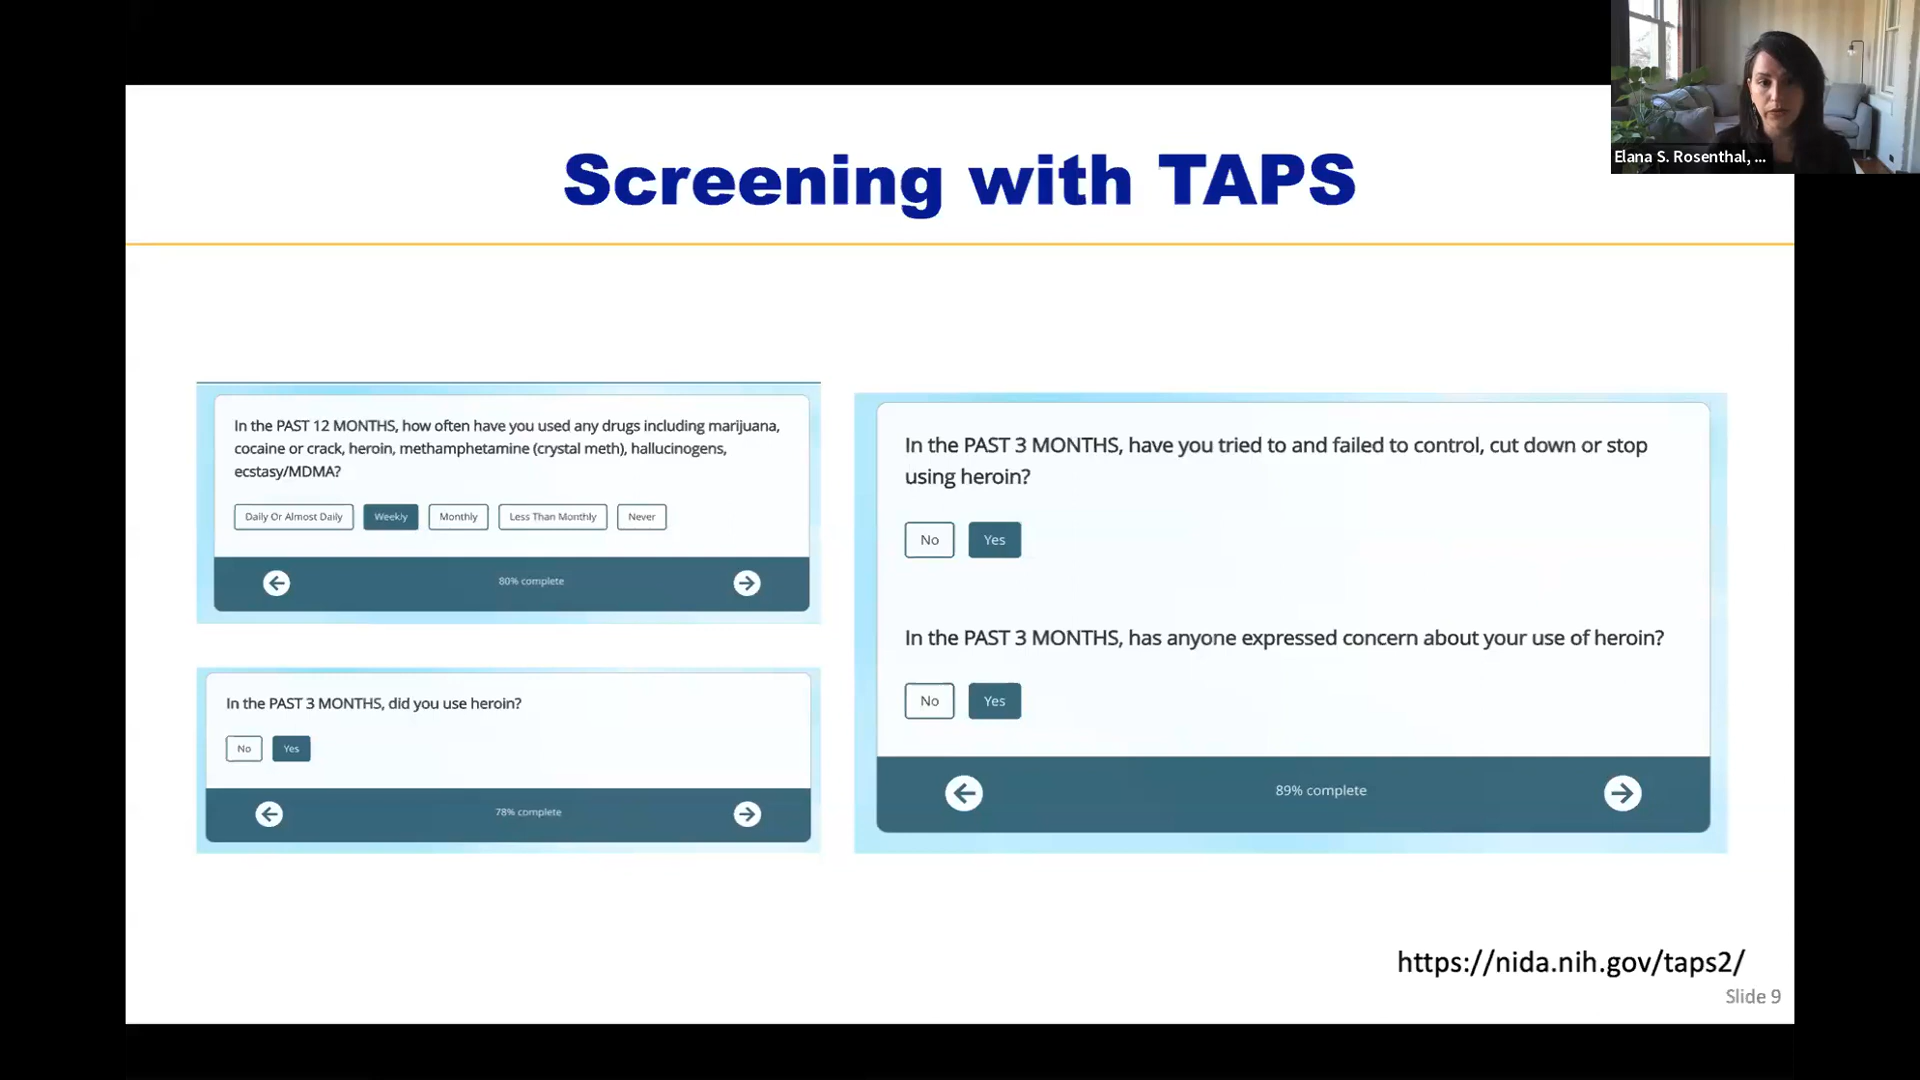 Elana S. Rosenthal, ...
Screening with TAPS
In the PAST 12 MONTHS, how often have you used any drugs including marijuana,
cocaine or crack, heroin, methamphetamine (crystal meth), hallucinogens,
ecstasy/MDMA?
Daily Or Almost Daily Weekly Monthly Less Than Monthly Never
80% complete
In the PAST 3 MONTHS, did you use heroin?
No Yes
78% complete
In the PAST 3 MONTHS, have you tried to and failed to control, cut down or stop
using heroin?
No Yes
In the PAST 3 MONTHS, has anyone expressed concern about your use of heroin?
No Yes
89% complete
https://nida.nih.gov/taps2/
Slide 9